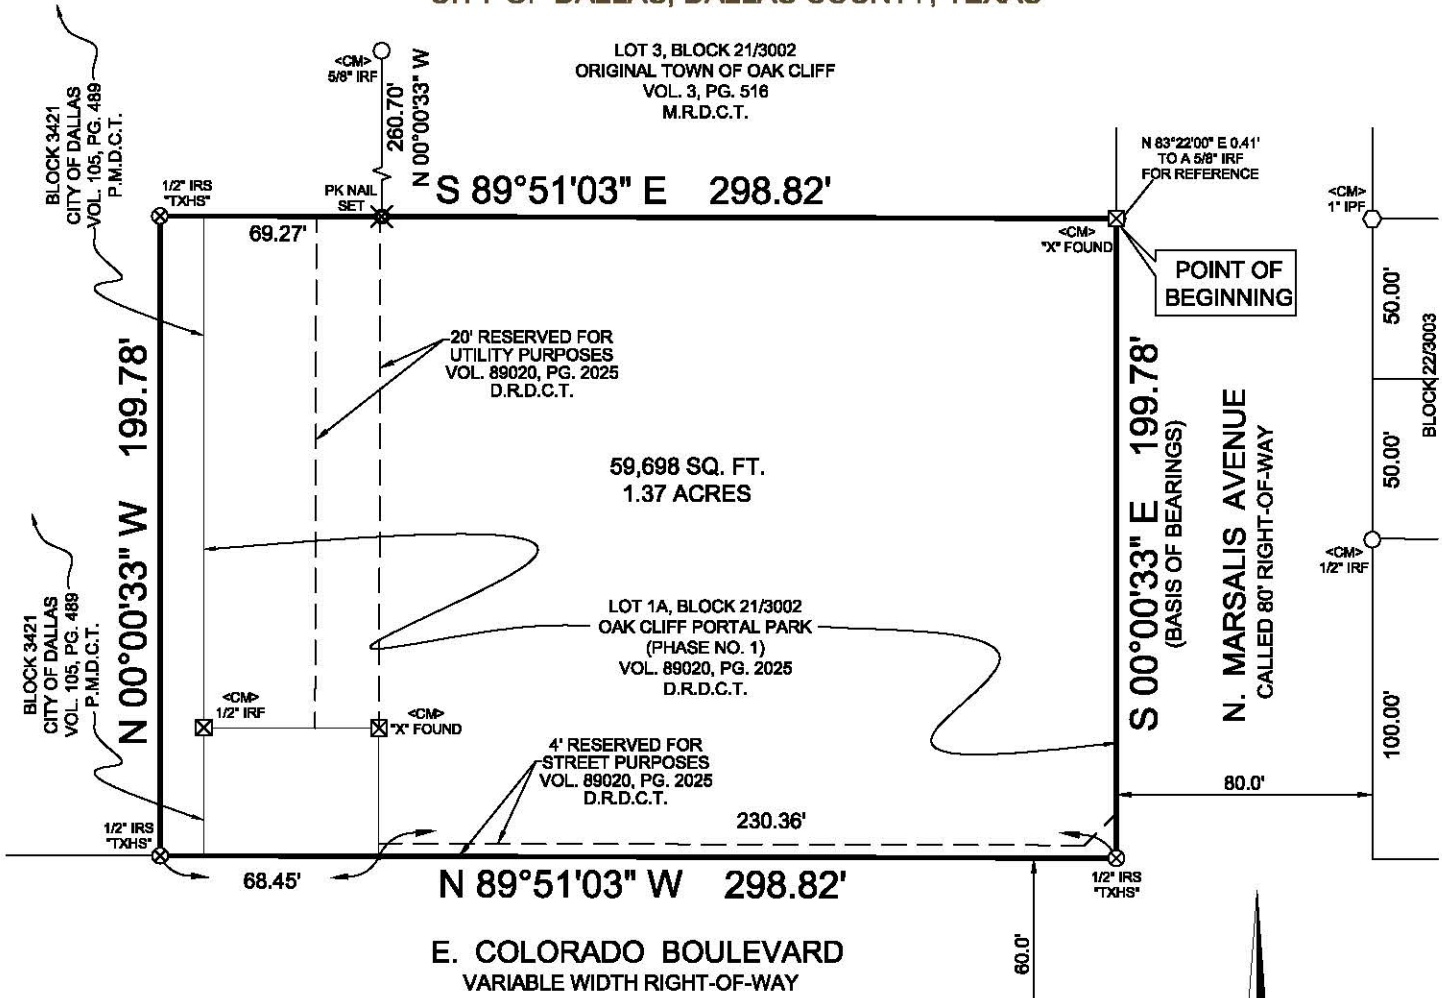 CITY OF DALLAS, DALLAS COUNTY, TEXAS
LOT 3, BLOCK 21/3002
ORIGINAL TOWN OF OAK CLIFF
VOL. 3, PG. 516
M.R.D.C.T.
<CM>
5/8" IRF
260.70'
N 00°00'33" W
BLOCK 3421
CITY OF DALLAS
VOL. 105, PG. 489
P.M.D.C.T.
1/2" IRS
"TXHS"
PK NAIL
SET
S 89°51'03" E 298.82'
N 83°22'00" E 0.41'
TO A 5/8" IRF
FOR REFERENCE
<CM>
1" IPF
69.27'
<CM>
"X" FOUND
POINT OF
BEGINNING
50.00'
BLOCK 22/3003
20' RESERVED FOR
UTILITY PURPOSES
VOL. 89020, PG. 2025
D.R.D.C.T.
N 00°00'33" W 199.78'
59,698 SQ. FT.
1.37 ACRES
S 00°00'33" E 199.78'
(BASIS OF BEARINGS)
N. MARSALIS AVENUE
CALLED 80' RIGHT-OF-WAY
50.00'
<CM>
1/2" IRF
BLOCK 3421
CITY OF DALLAS
VOL. 105, PG. 489
P.M.D.C.T.
LOT 1A, BLOCK 21/3002
OAK CLIFF PORTAL PARK
(PHASE NO. 1)
VOL. 89020, PG. 2025
D.R.D.C.T.
<CM>
1/2" IRF
<CM>
"X" FOUND
100.00'
4' RESERVED FOR
STREET PURPOSES
VOL. 89020, PG. 2025
D.R.D.C.T.
80.0'
230.36'
1/2" IRS
"TXHS"
68.45'
N 89°51'03" W 298.82'
1/2" IRS
"TXHS"
E. COLORADO BOULEVARD
VARIABLE WIDTH RIGHT-OF-WAY
60.0'